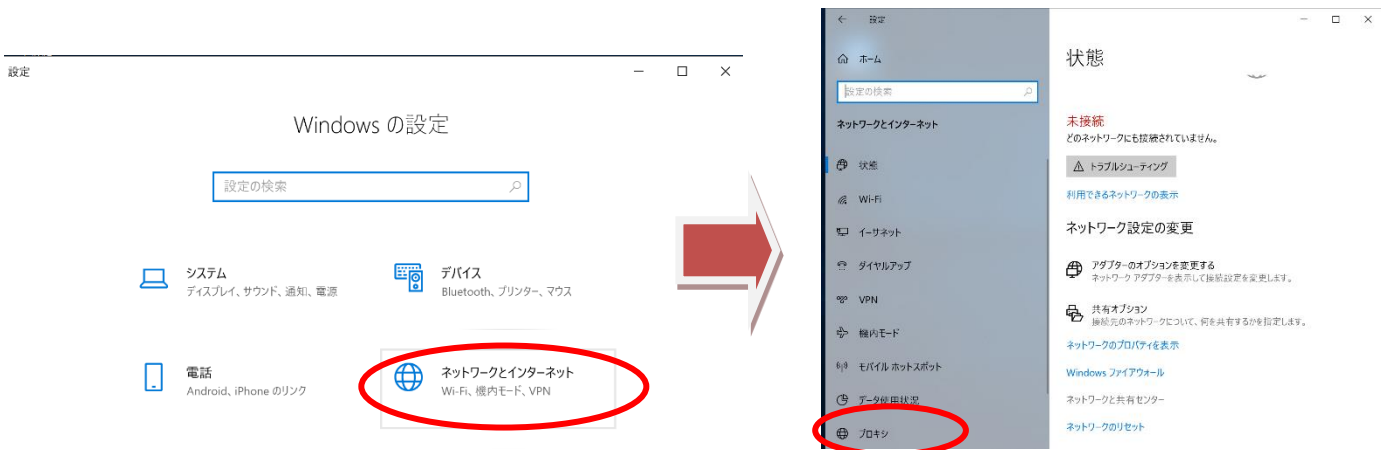 設定
Windows の設定
設定の検索
システム
ディスプレイ、サウンド、通知、電源
デバイス
Bluetooth、プリンター、マウス
電話
Android、iPhone のリンク
ネットワークとインターネット
Wi-Fi、機内モード、VPN
設定
ホーム
設定の検索
ネットワークとインターネット
状態
Wi-Fi
イーサネット
ダイヤルアップ
VPN
機内モード
モバイル ホットスポット
データ使用状況
プロキシ
状態
未接続
どのネットワークにも接続されていません。
トラブルシューティング
利用できるネットワークの表示
ネットワーク設定の変更
アダプターのオプションを変更する
ネットワーク アダプターを表示して接続設定を変更します。
共有オプション
接続先のネットワークについて、何を共有するかを指定します。
ネットワークのプロパティを表示
Windows ファイアウォール
ネットワークと共有センター
ネットワークのリセット